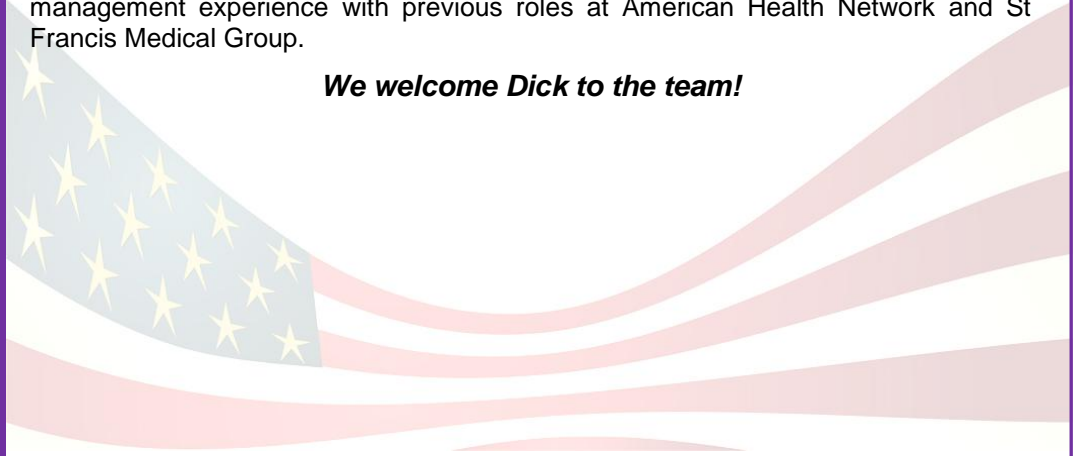 management experience with previous roles at American Health Network and St
Francis Medical Group.
We welcome Dick to the team!